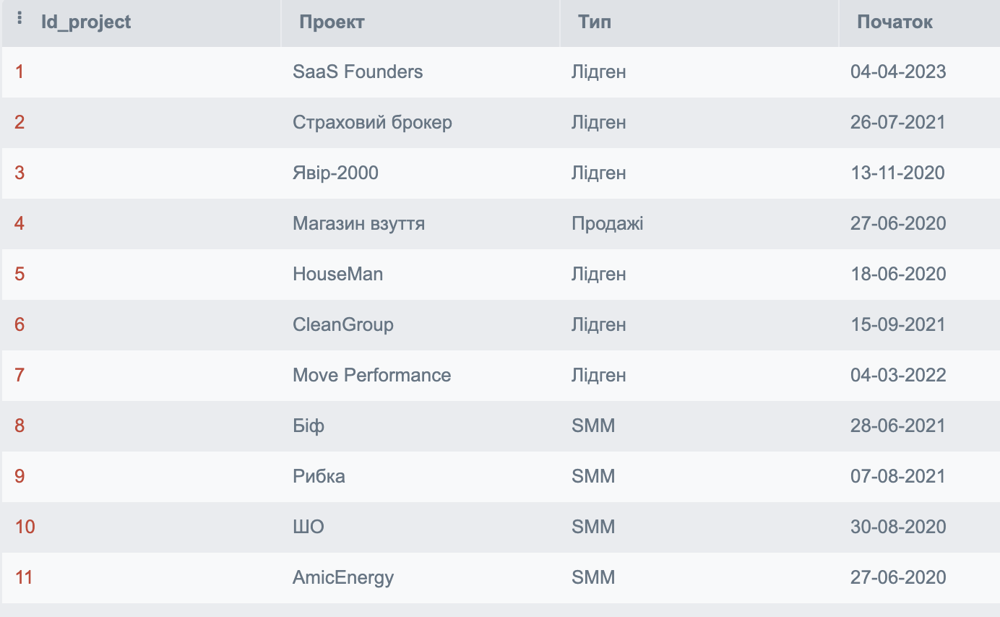 Id_project Проект Тип Початок
1 SaaS Founders Лідген 04-04-2023
2 Страховий брокер Лідген 26-07-2021
3 Явір-2000 Лідген 13-11-2020
4 Магазин взуття Продажі 27-06-2020
5 HouseMan Лідген 18-06-2020
6 CleanGroup Лідген 15-09-2021
7 Move Performance Лідген 04-03-2022
8 Біф SMM 28-06-2021
9 Рибка SMM 07-08-2021
10 ШО SMM 30-08-2020
11 AmicEnergy SMM 27-06-2020